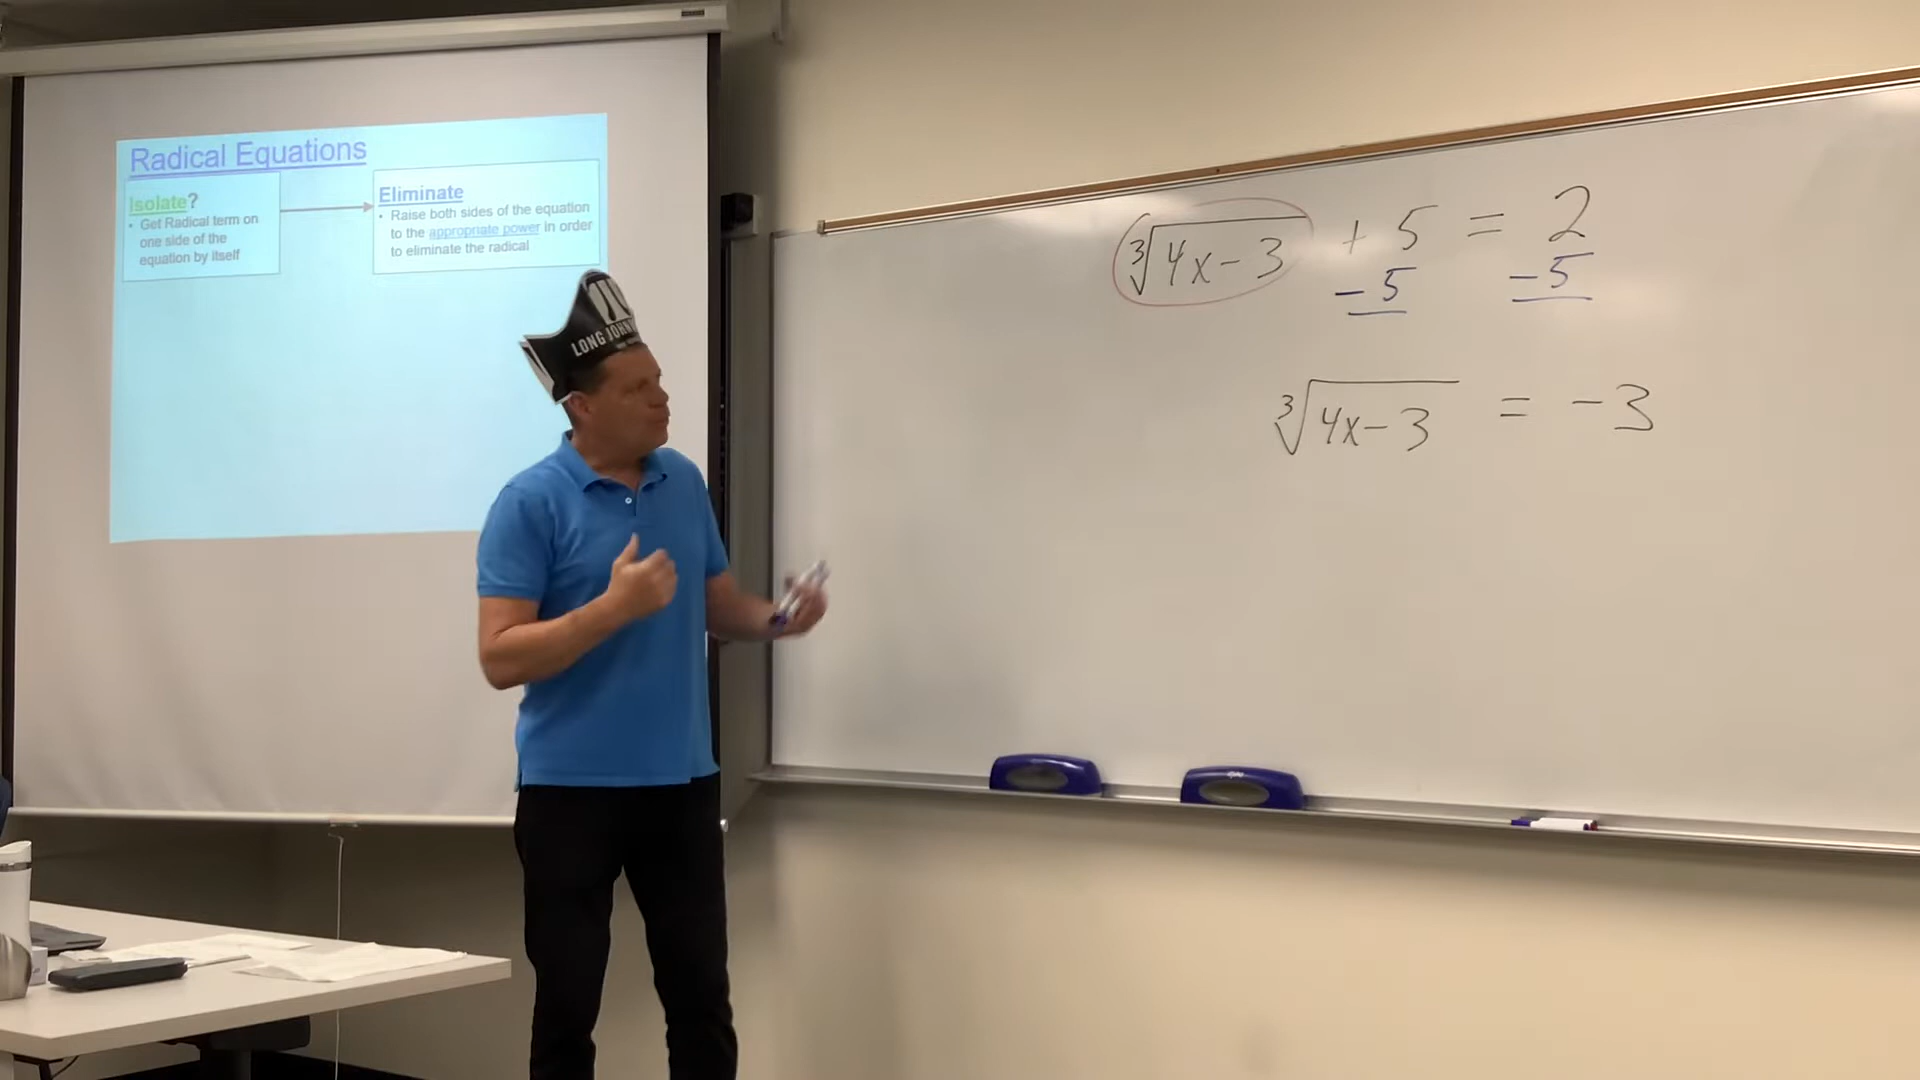 Radical Equations
Isolate?
• Get Radical term on
one side of the
equation by itself
Eliminate
• Raise both sides of the equation
to the appropriate power in order
to eliminate the radical
LONG JOHN
∛(4x-3) + 5 = 2
-5 -5
∛(4x-3) = -3